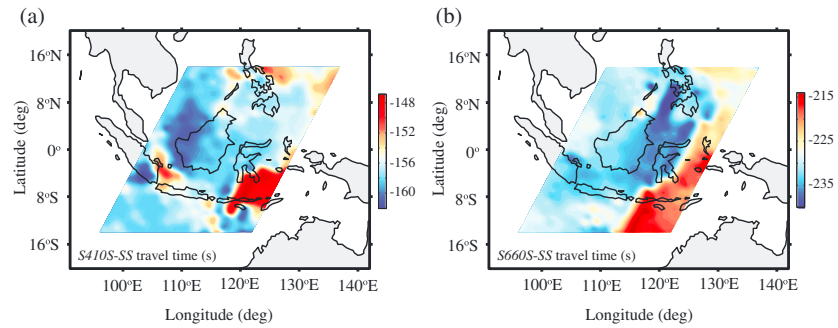 (a)
16°N
8°N
0°
8°S
16°S
Latitude (deg)
100°E
110°E
120°E
130°E
140°E
Longitude (deg)
S410S-SS travel time (s)
-148
-152
-156
-160
(b)
16°N
8°N
0°
8°S
16°S
Latitude (deg)
100°E
110°E
120°E
130°E
140°E
Longitude (deg)
S660S-SS travel time (s)
-215
-225
-235